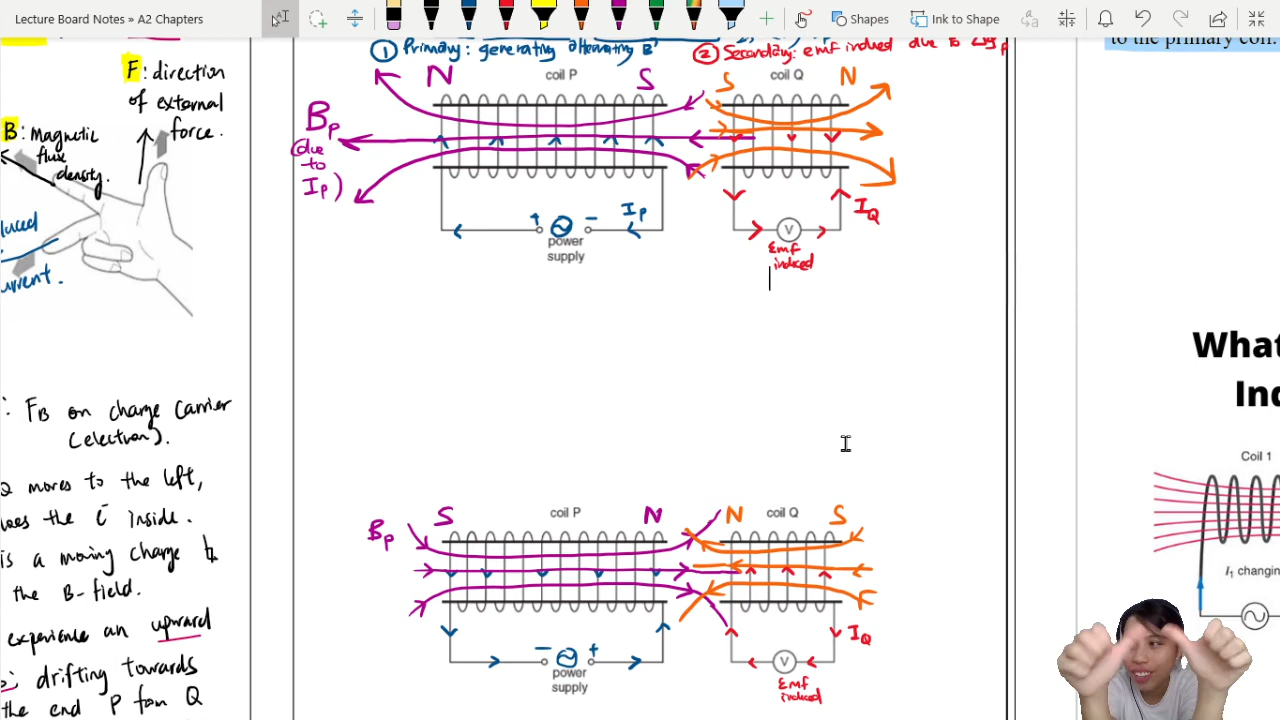 Lecture Board Notes » A2 Chapters
Shapes
Ink to Shape
to the primary coil.
F: direction
of external
force.
B: Magnetic
flux
density.
① Primary: generating alternating B
② Secondary: emf induced due to
N
coil P
S
S
coil Q
N
Bp
(due
to
Ip)
+
−
Ip
power
supply
V
IQ
Emf
induced
urrent.
∴ FB on charge carrier
(electron).
Q moves to the left,
inside.
is a moving charge
the B-field.
experience an upward
drifting towards
the end P from Q
Bp
S
coil P
N
N
coil Q
S
−
+
power
supply
V
IQ
Emf
induced
What
Ind
Coil 1
I1 changin